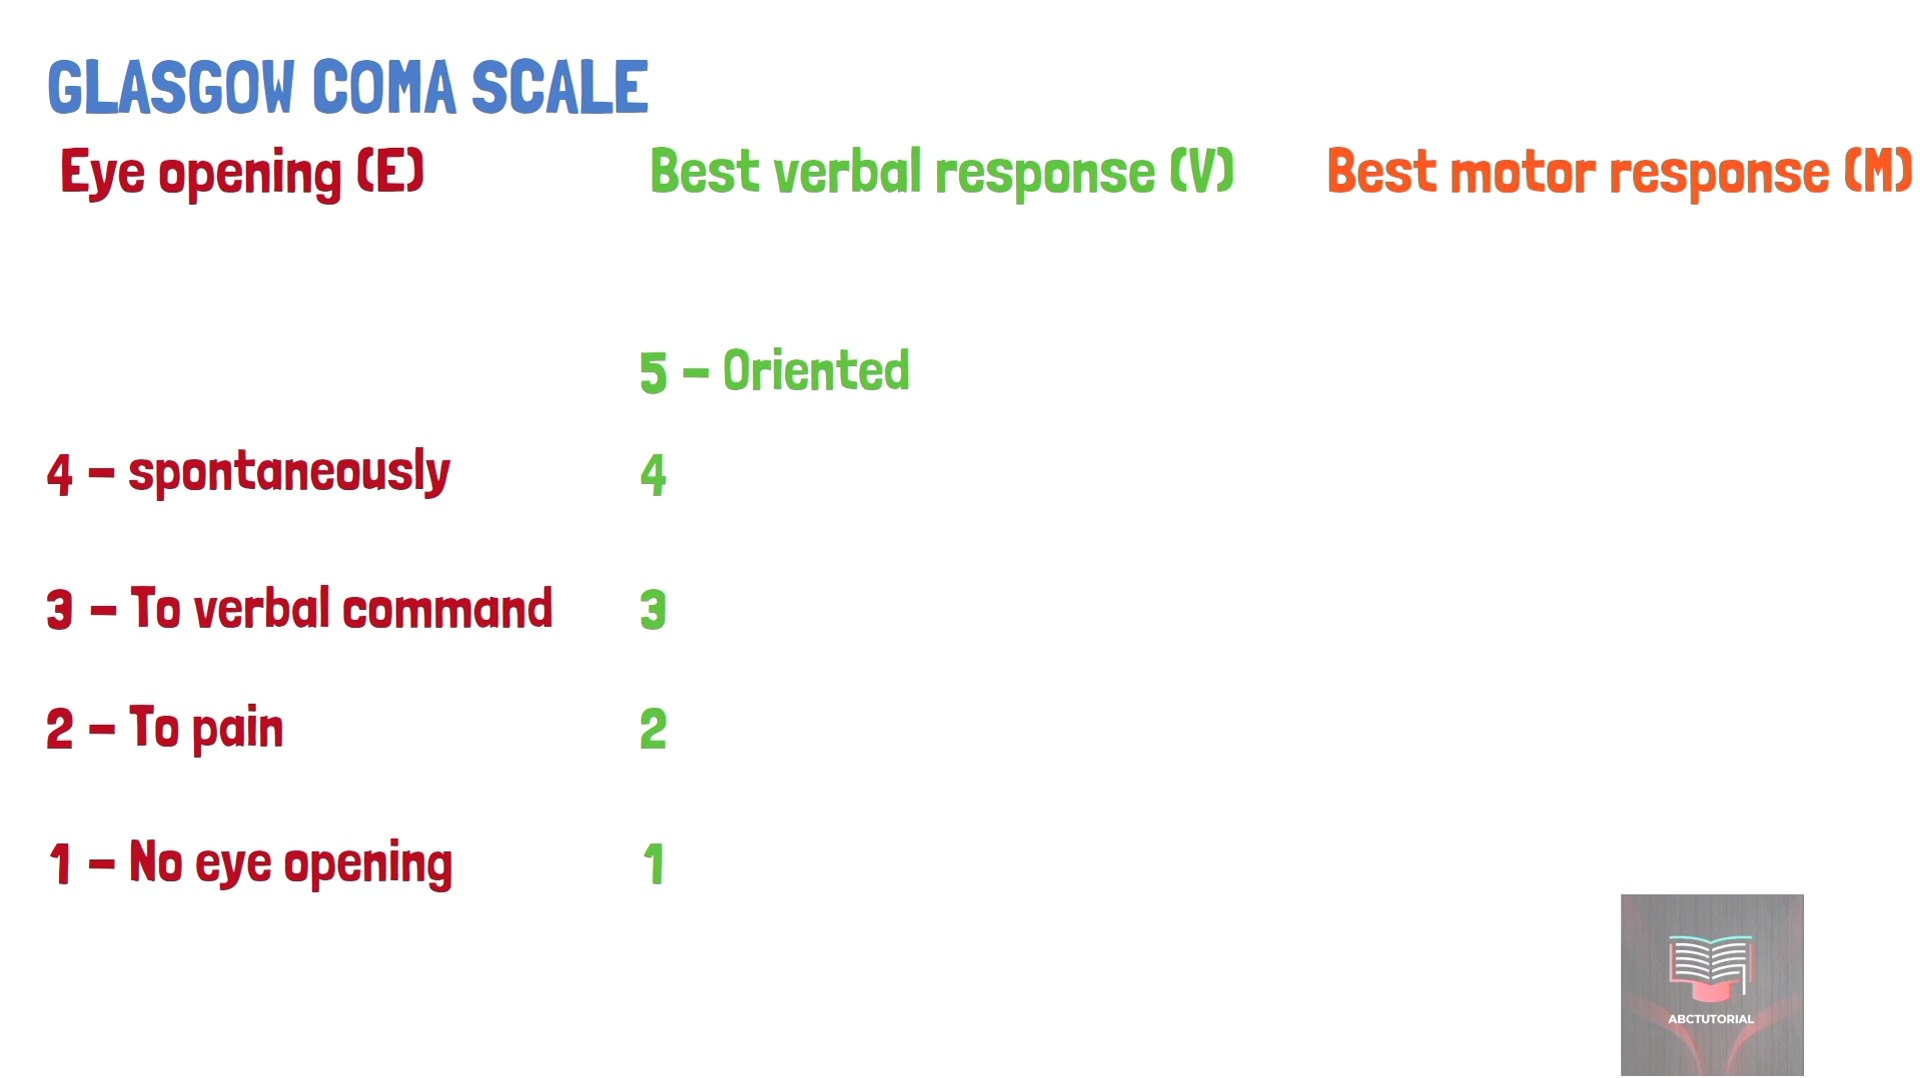 GLASGOW COMA SCALE
Eye opening (E) Best verbal response (V) Best motor response (M)
5 – Oriented
4 – spontaneously 4
3 – To verbal command 3
2 – To pain 2
1 – No eye opening 1
ABCTUTORIAL